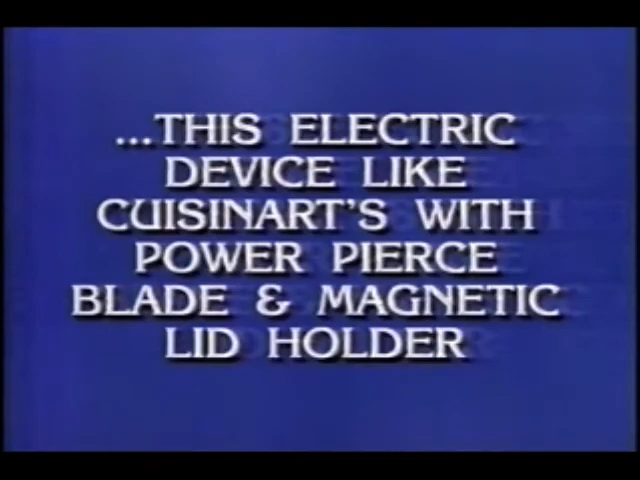 ...THIS ELECTRIC
DEVICE LIKE
CUISINART'S WITH
POWER PIERCE
BLADE & MAGNETIC
LID HOLDER